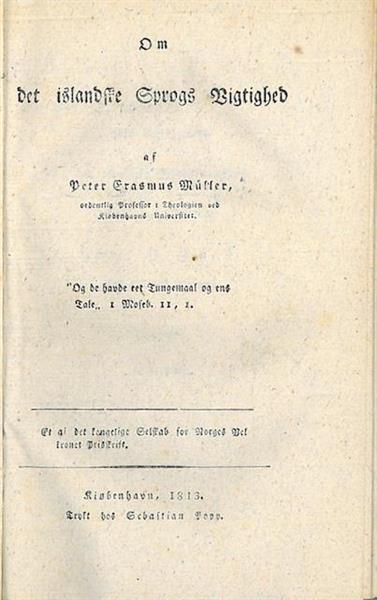 Om
det islandske Sprogs Vigtighed
af
Peter Erasmus Müller,
ordentlig Professor i Theologien ved
Kiøbenhavns Universitet.
"Og de havde eet Tungemaal og ens
Tale„ 1 Moseb. 11, 1.
Et af det kongelige Selskab for Norges Vel
kronet Prisskrift.
Kiøbenhavn, 1813.
Trykt hos Sebastian Popp.